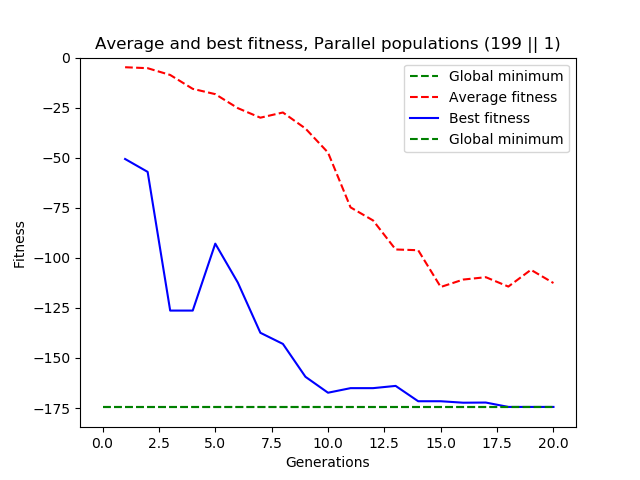 Average and best fitness, Parallel populations (199 || 1)
0
−25
−50
−75
−100
−125
−150
−175
Fitness
Global minimum
Average fitness
Best fitness
Global minimum
0.0 2.5 5.0 7.5 10.0 12.5 15.0 17.5 20.0
Generations